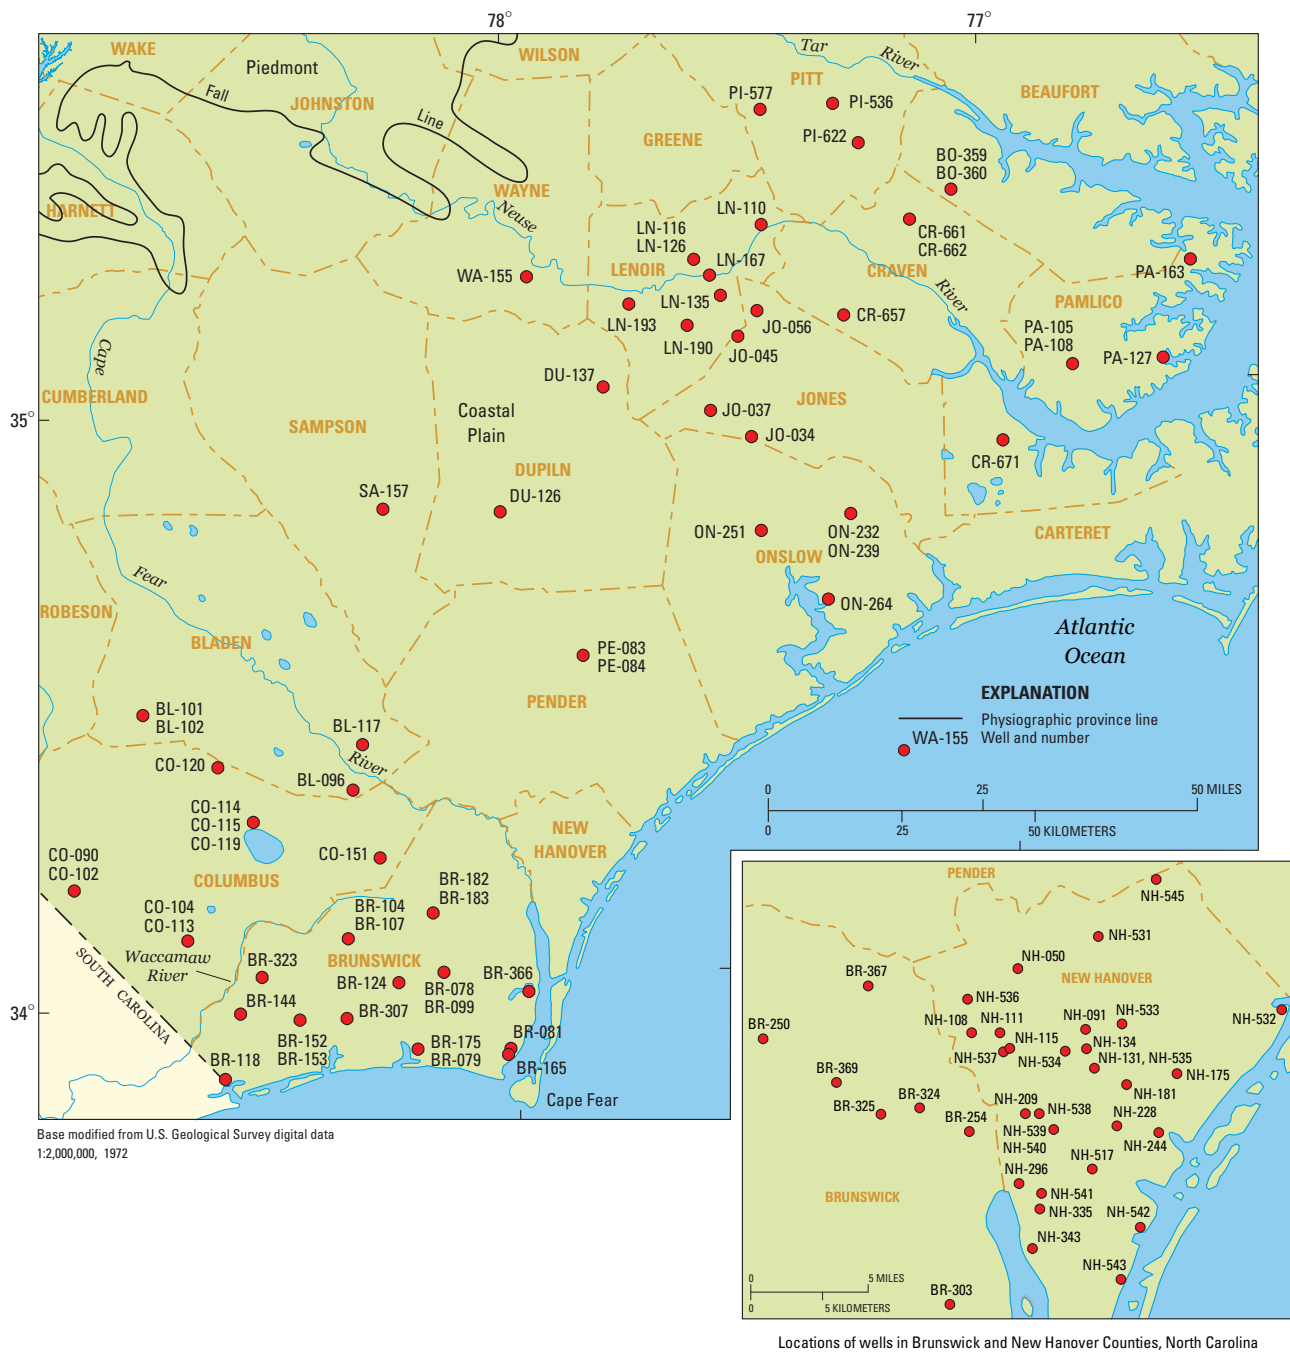 78°
77°
WAKE
Piedmont
WILSON
Tar
River
PITT
BEAUFORT
Fall
JOHNSTON
Line
PI-577
PI-536
GREENE
PI-622
BO-359
BO-360
HARNETT
WAYNE
Neuse
LN-110
LN-116
LN-126
CR-661
CR-662
LN-167
LENOIR
CRAVEN
PA-163
WA-155
River
PAMLICO
LN-135
LN-193
JO-056
CR-657
PA-105
PA-108
LN-190
JO-045
PA-127
Cape
DU-137
CUMBERLAND
JONES
35°
SAMPSON
Coastal
Plain
JO-037
JO-034
CR-671
DUPILN
SA-157
DU-126
ON-251
ON-232
ON-239
ONSLOW
CARTERET
Fear
ROBESON
ON-264
BLADEN
Atlantic
Ocean
PE-083
PE-084
PENDER
EXPLANATION
Physiographic province line
WA-155
Well and number
BL-101
BL-102
BL-117
River
CO-120
BL-096
0
25
50 MILES
0
25
50 KILOMETERS
CO-114
CO-115
CO-119
NEW
HANOVER
CO-151
CO-090
CO-102
COLUMBUS
BR-182
BR-183
CO-104
CO-113
BR-104
BR-107
SOUTH CAROLINA
Waccamaw
River
BR-323
BRUNSWICK
BR-124
BR-078
BR-099
BR-366
34°
BR-144
BR-307
BR-152
BR-153
BR-175
BR-079
BR-081
BR-165
BR-118
Cape Fear
Base modified from U.S. Geological Survey digital data
1:2,000,000, 1972
PENDER
NH-545
NH-531
NH-050
NEW HANOVER
BR-367
NH-536
BR-250
NH-108
NH-111
NH-091
NH-533
NH-532
NH-115
NH-134
NH-537
NH-534
NH-131, NH-535
NH-175
BR-369
NH-181
BR-324
BR-325
NH-209
NH-538
BR-254
NH-228
NH-539
NH-540
NH-244
NH-517
NH-296
BRUNSWICK
NH-541
NH-335
NH-542
NH-343
NH-543
0
5 MILES
0
5 KILOMETERS
BR-303
Locations of wells in Brunswick and New Hanover Counties, North Carolina